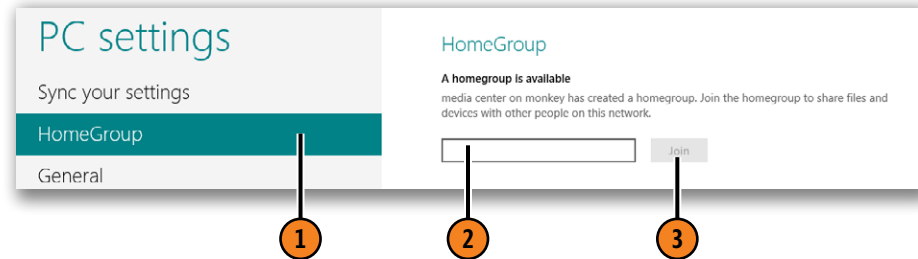 PC settings
Sync your settings
HomeGroup
General
HomeGroup
A homegroup is available
media center on monkey has created a homegroup. Join the homegroup to share files and
devices with other people on this network.
Join
1
2
3